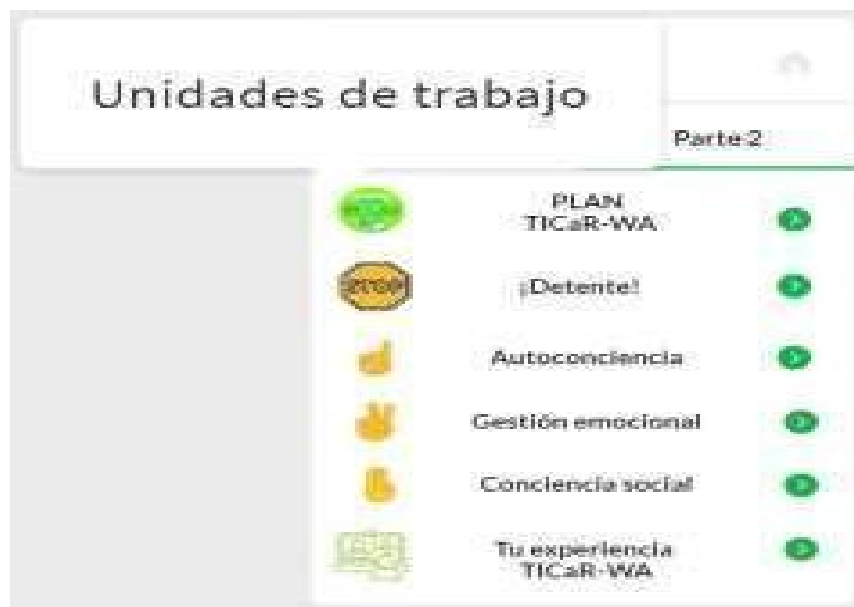 Unidades de trabajo
Parte 2
PLAN
TICaR-WA
STOP
¡Detente!
Autoconciencia
Gestión emocional
Conciencia social
Tu experiencia
TICaR-WA